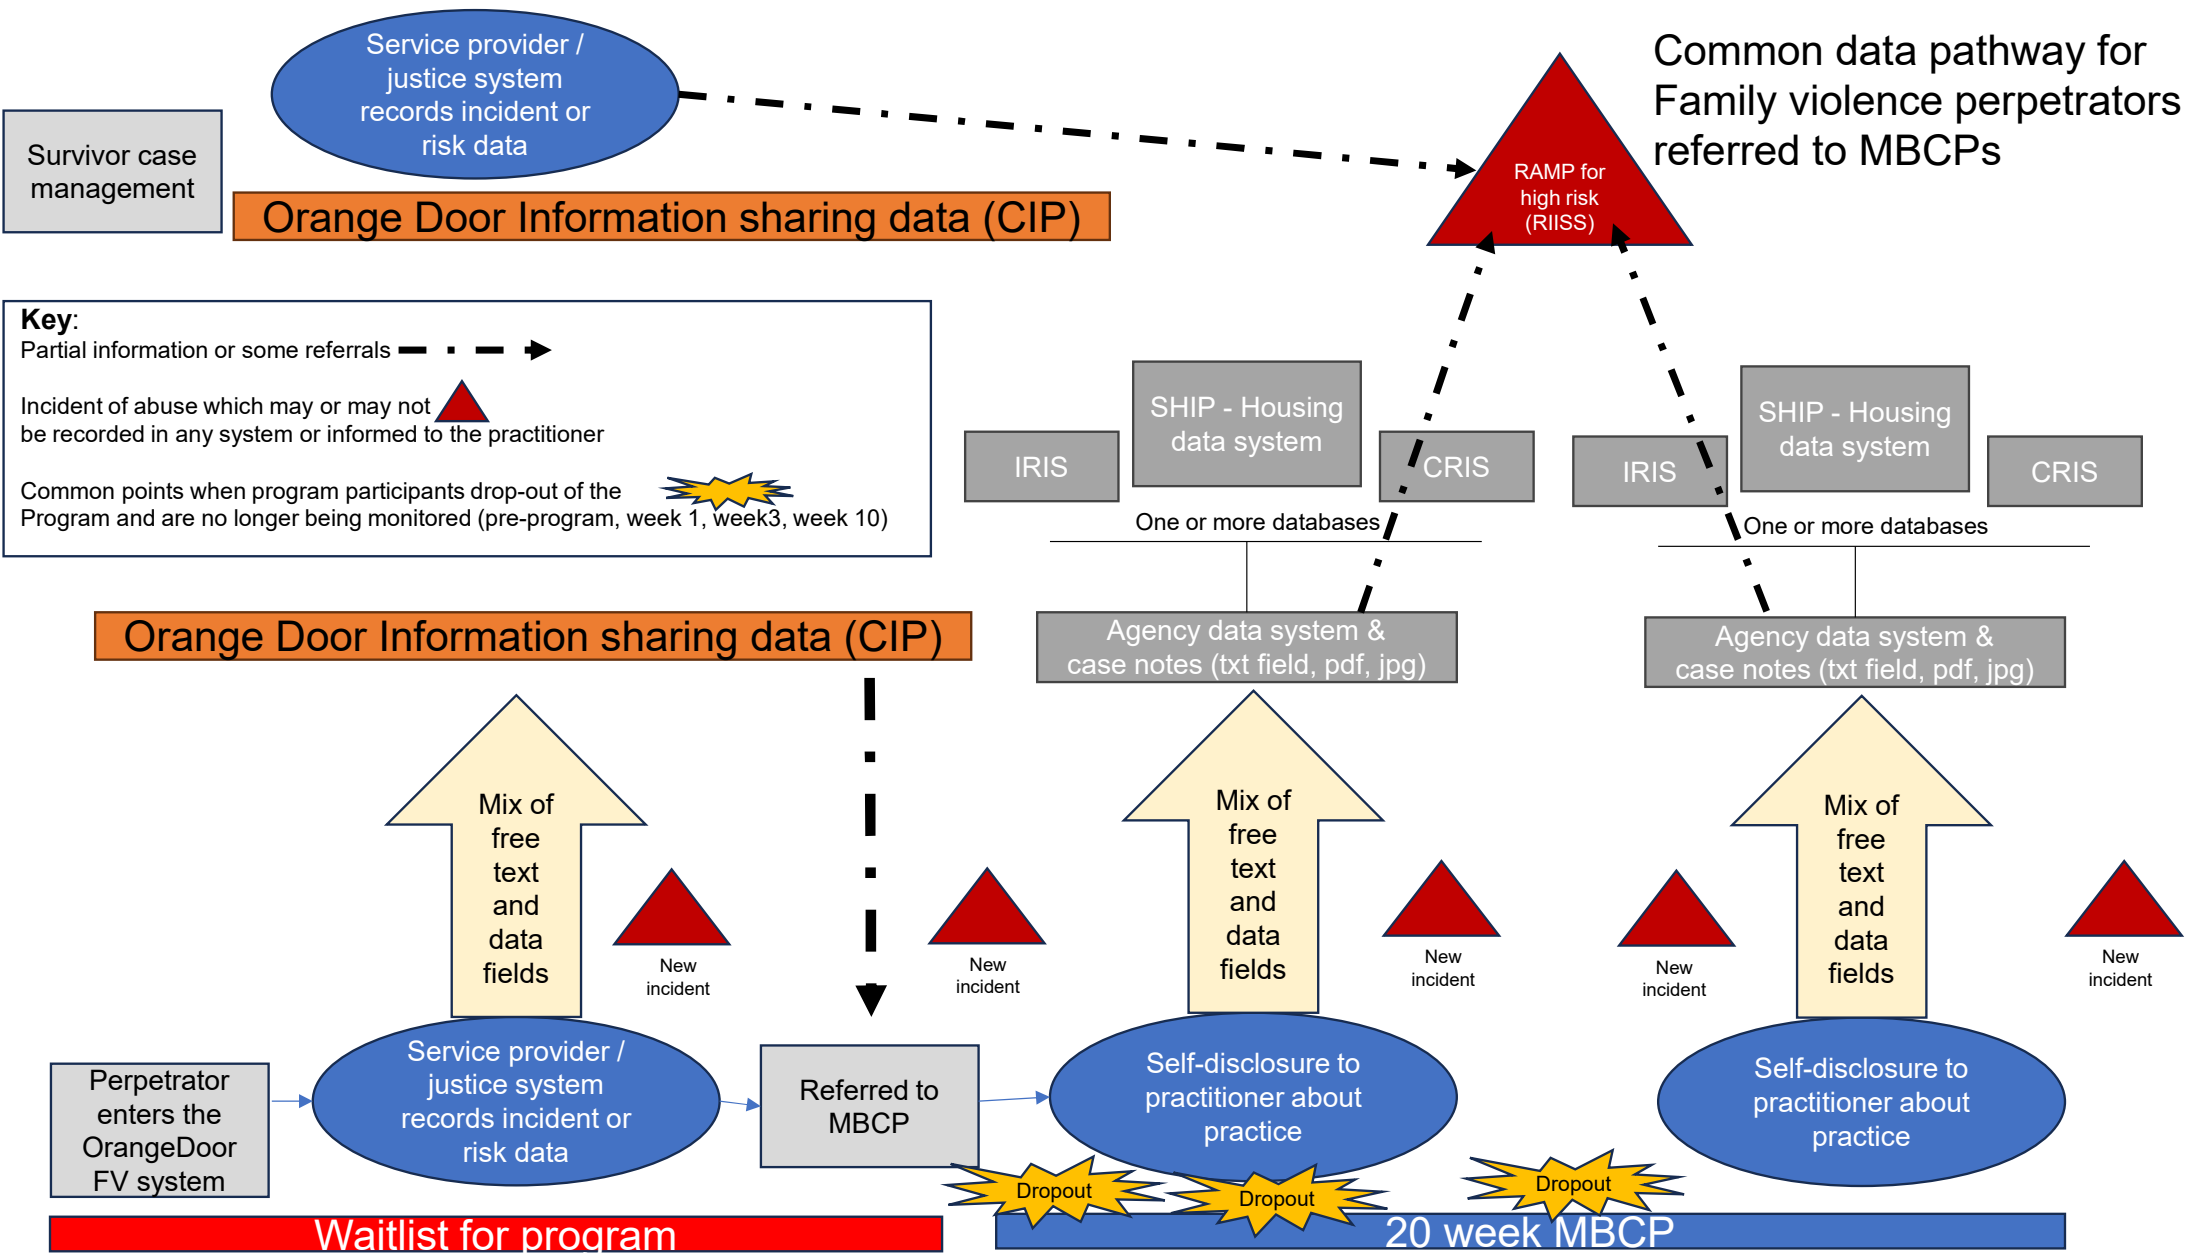 Service provider /
justice system
records incident or
risk data
Common data pathway for
Family violence perpetrators
referred to MBCPs
Survivor case
management
RAMP for
high risk
(RIISS)
Orange Door Information sharing data (CIP)
Key:
Partial information or some referrals
Incident of abuse which may or may not
be recorded in any system or informed to the practitioner
Common points when program participants drop-out of the
Program and are no longer being monitored (pre-program, week 1, week3, week 10)
IRIS
SHIP - Housing
data system
CRIS
One or more databases
IRIS
SHIP - Housing
data system
CRIS
One or more databases
Orange Door Information sharing data (CIP)
Agency data system &
case notes (txt field, pdf, jpg)
Agency data system &
case notes (txt field, pdf, jpg)
Mix of
free
text
and
data
fields
New
incident
New
incident
Mix of
free
text
and
data
fields
New
incident
New
incident
Mix of
free
text
and
data
fields
New
incident
Perpetrator
enters the
OrangeDoor
FV system
Service provider /
justice system
records incident or
risk data
Referred to
MBCP
Self-disclosure to
practitioner about
practice
Self-disclosure to
practitioner about
practice
Dropout
Dropout
Dropout
Waitlist for program
20 week MBCP